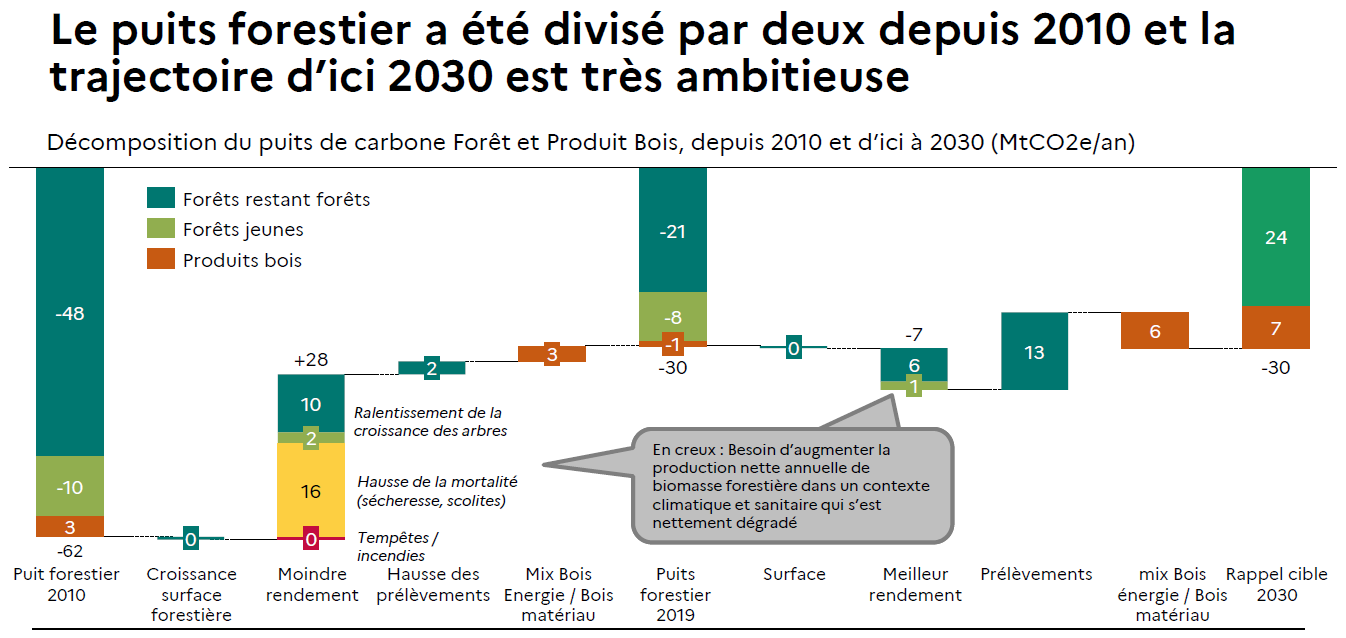 Le puits forestier a été divisé par deux depuis 2010 et la
trajectoire d’ici 2030 est très ambitieuse
Décomposition du puits de carbone Forêt et Produit Bois, depuis 2010 et d’ici à 2030 (MtCO2e/an)
Forêts restant forêts
Forêts jeunes
Produits bois
-48
-10
3
-62
0
+28
10
2
16
0
Ralentissement de la
croissance des arbres
Hausse de la mortalité
(sécheresse, scolites)
Tempêtes /
incendies
2
3
-21
-8
-1
-30
0
-7
6
1
13
6
24
7
-30
En creux : Besoin d’augmenter la
production nette annuelle de
biomasse forestière dans un contexte
climatique et sanitaire qui s’est
nettement dégradé
Puit forestier
2010
Croissance
surface
forestière
Moindre
rendement
Hausse des
prélèvements
Mix Bois
Energie / Bois
matériau
Puits
forestier
2019
Surface
Meilleur
rendement
Prélèvements
mix Bois
énergie / Bois
matériau
Rappel cible
2030